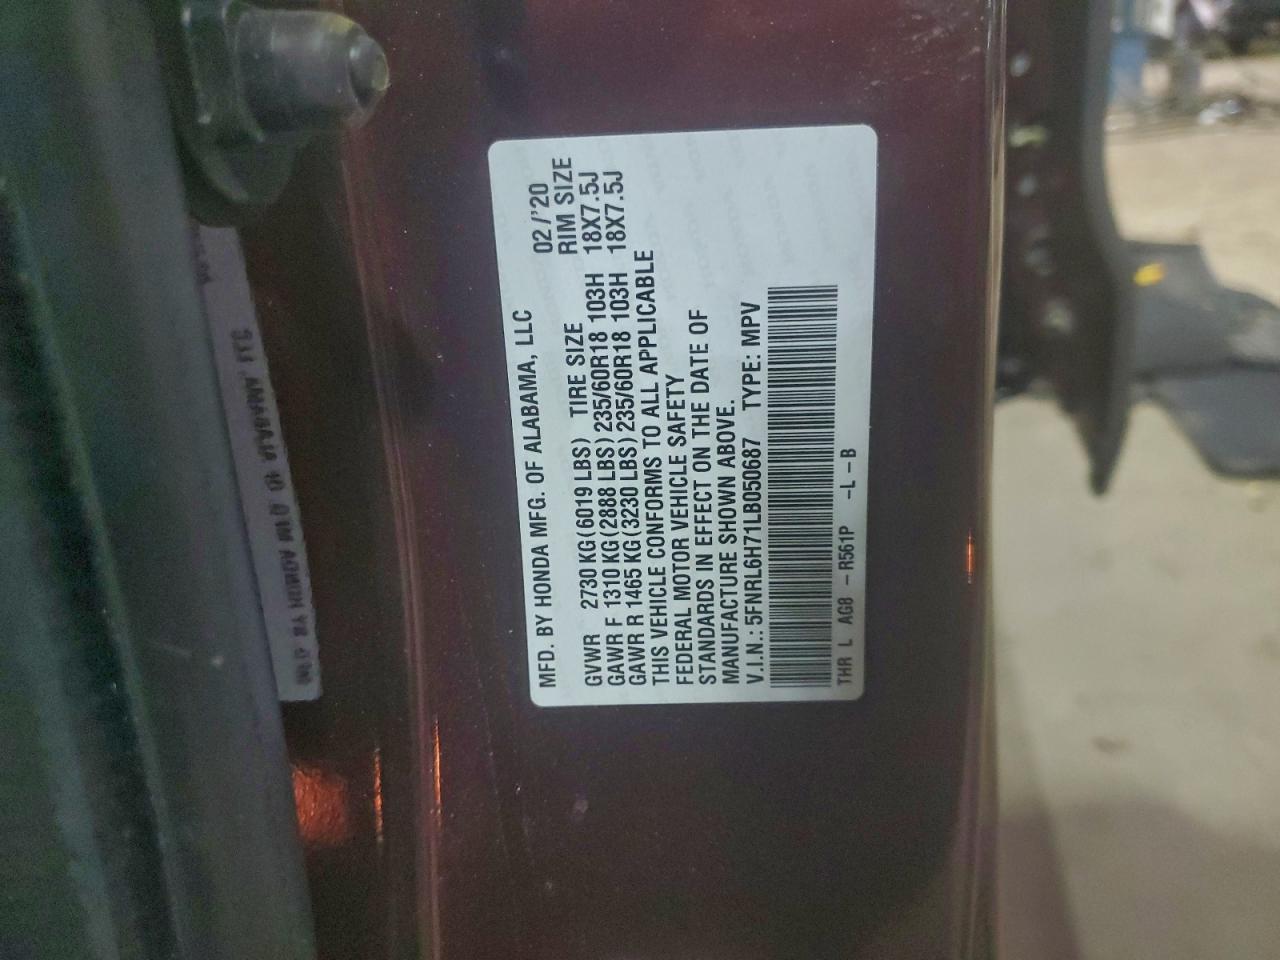 MFD. BY HONDA MFG. OF ALABAMA, LLC 02/'20
GVWR 2730 KG(6019 LBS) TIRE SIZE RIM SIZE
GAWR F 1310 KG(2888 LBS) 235/60R18 103H 18X7.5J
GAWR R 1465 KG(3230 LBS) 235/60R18 103H 18X7.5J
THIS VEHICLE CONFORMS TO ALL APPLICABLE
FEDERAL MOTOR VEHICLE SAFETY
STANDARDS IN EFFECT ON THE DATE OF
MANUFACTURE SHOWN ABOVE.
V.I.N.: 5FNRL6H71LB050687 TYPE: MPV
THR L AG8 - R561P -L-B